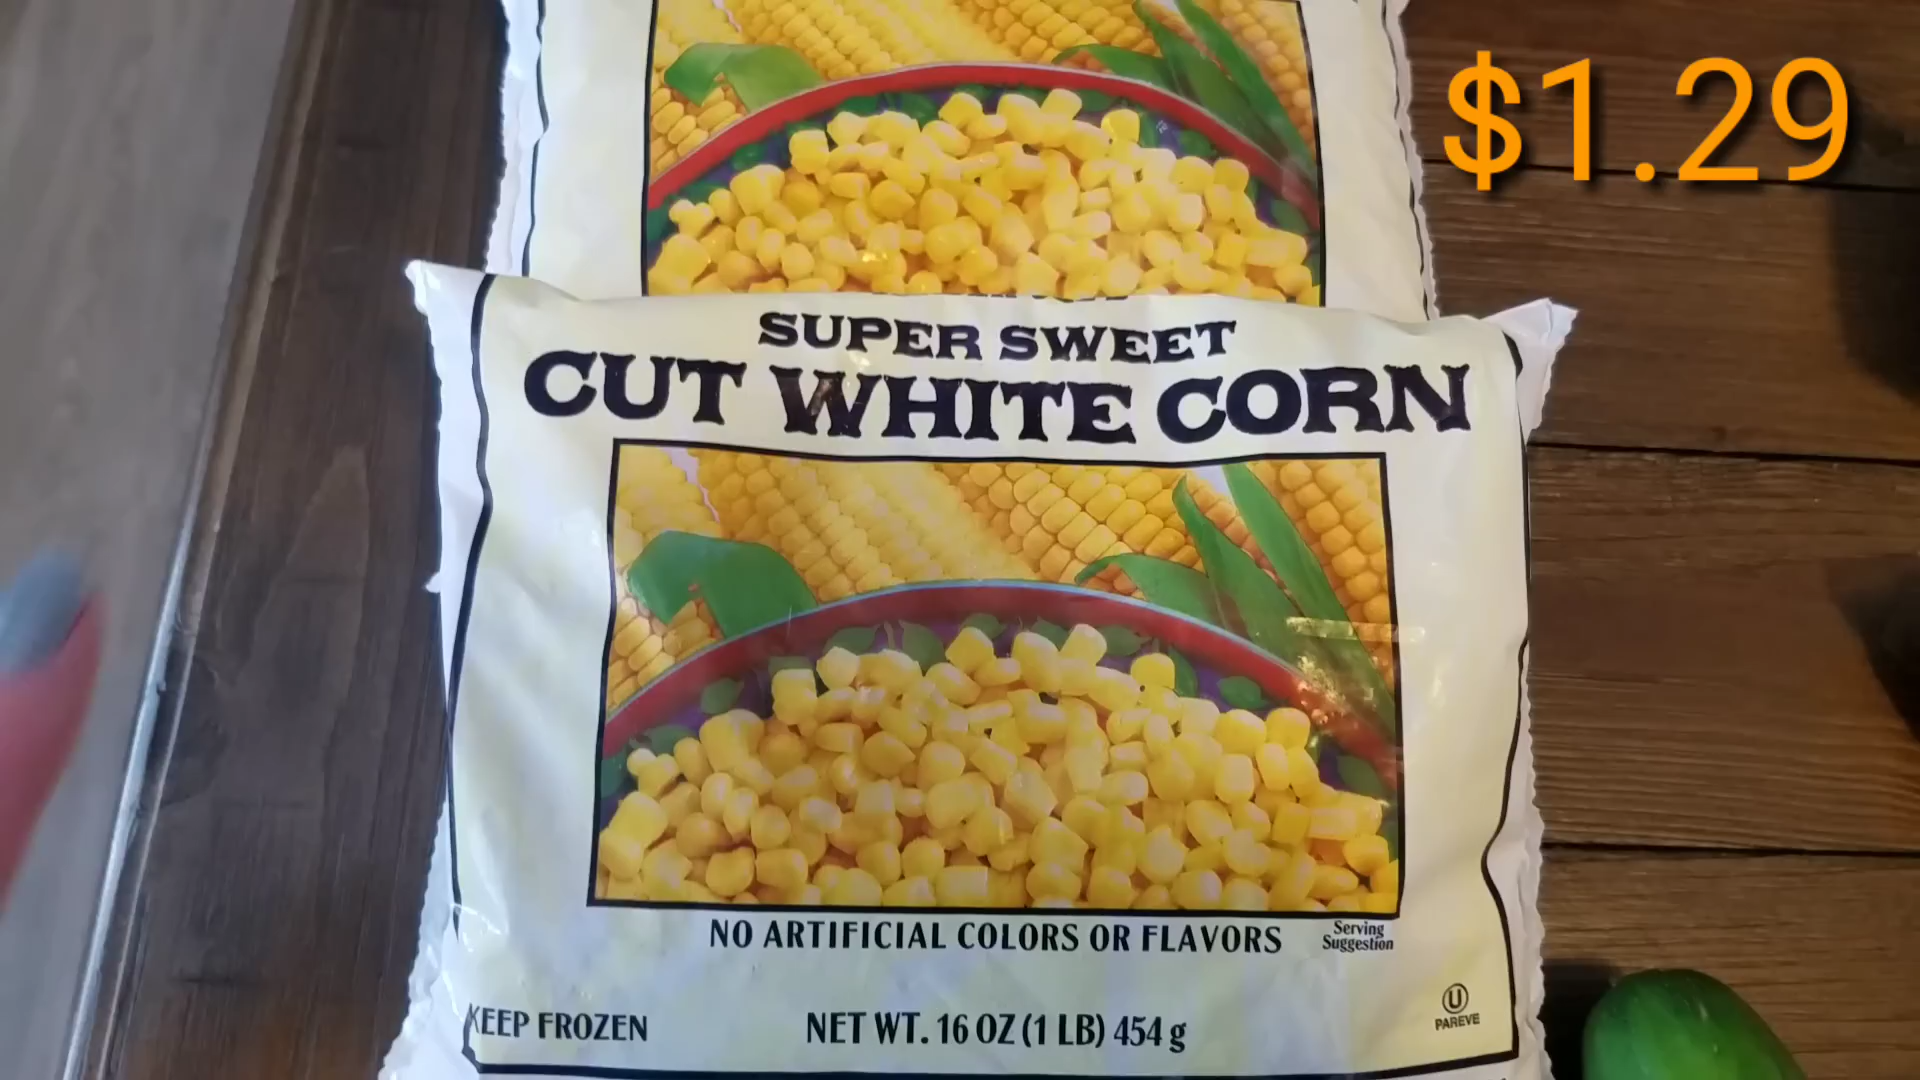 $1.29
SUPER SWEET
CUT WHITE CORN
NO ARTIFICIAL COLORS OR FLAVORS
Serving
Suggestion
KEEP FROZEN
NET WT. 16 OZ (1 LB) 454 g
U
PAREVE